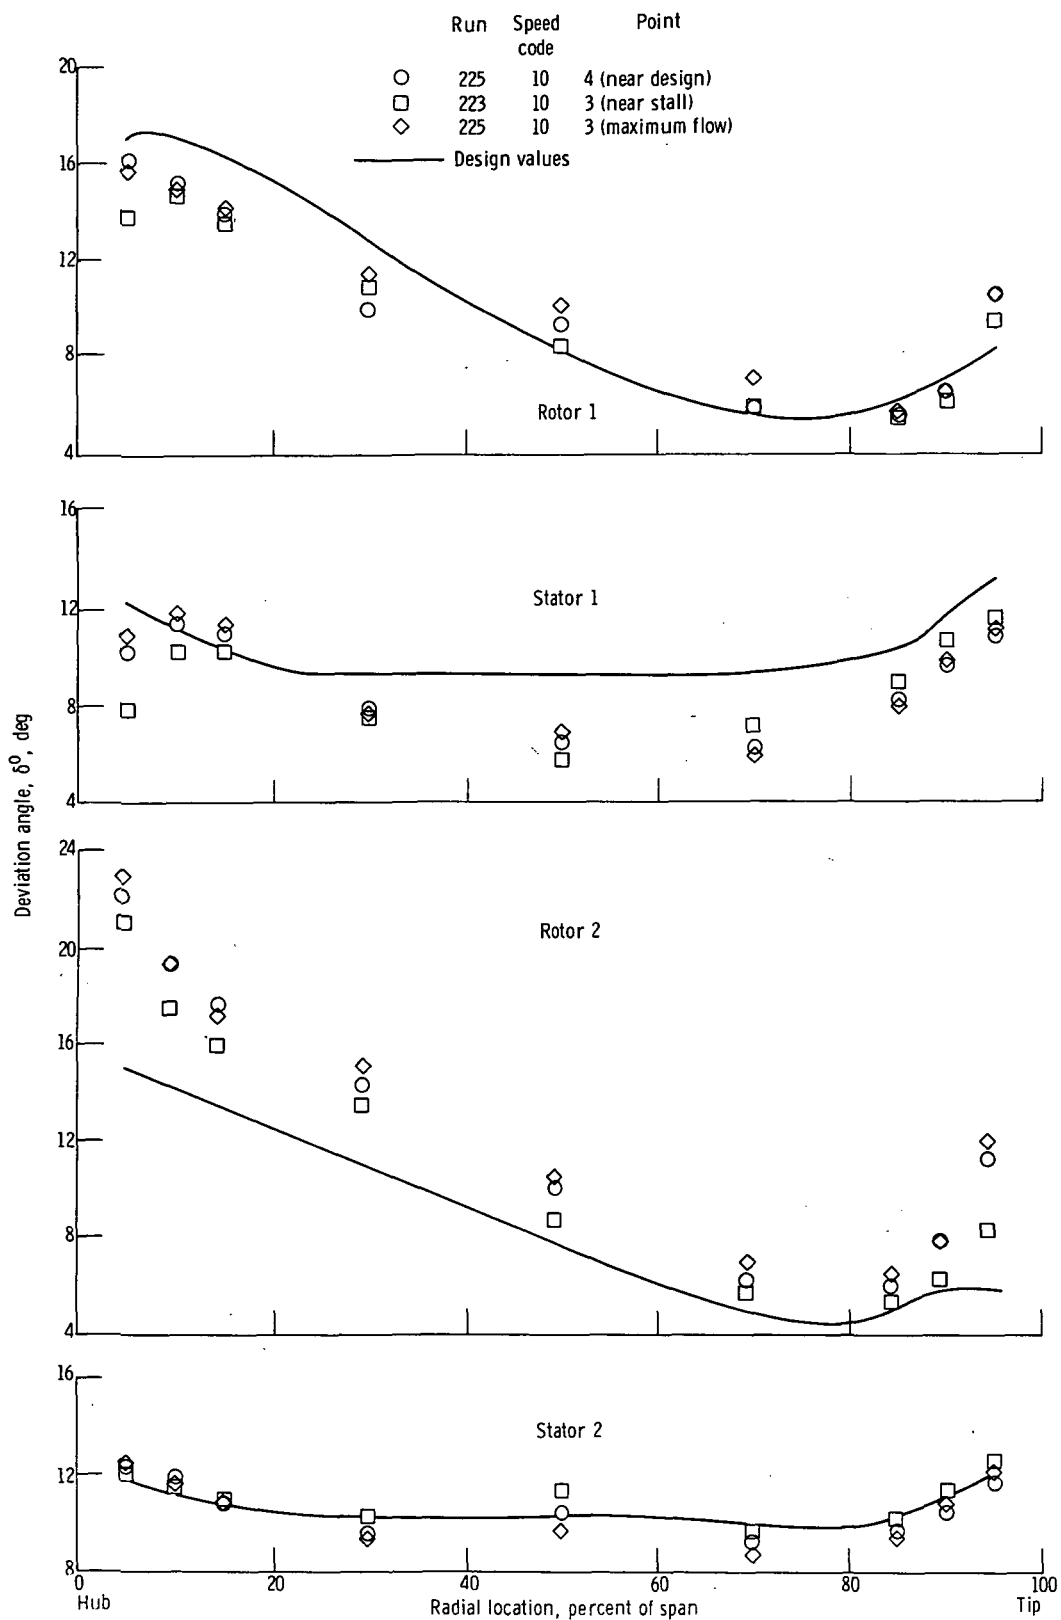 Run Speed code Point
225 10 4 (near design)
223 10 3 (near stall)
225 10 3 (maximum flow)
Design values
20
16
12
8
4
Rotor 1
16
12
8
4
Stator 1
Deviation angle, δ°, deg
24
20
16
12
8
4
Rotor 2
16
12
8
Stator 2
0 20 40 60 80 100
Hub Radial location, percent of span Tip